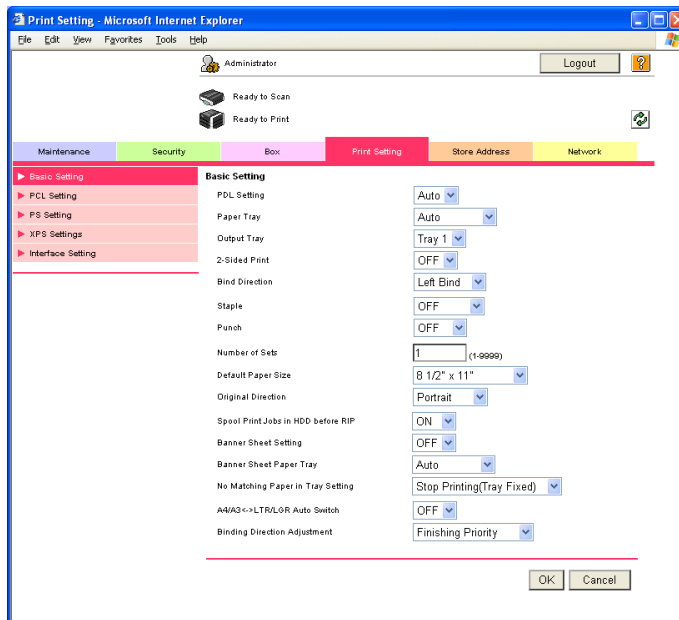 Print Setting - Microsoft Internet Explorer
File Edit View Favorites Tools Help
Administrator Logout ?
Ready to Scan
Ready to Print
Maintenance Security Box Print Setting Store Address Network
Basic Setting
PCL Setting
PS Setting
XPS Settings
Interface Setting
Basic Setting
PDL Setting Auto
Paper Tray Auto
Output Tray Tray 1
2-Sided Print OFF
Bind Direction Left Bind
Staple OFF
Punch OFF
Number of Sets 1 (1-9999)
Default Paper Size 8 1/2" x 11"
Original Direction Portrait
Spool Print Jobs in HDD before RIP ON
Banner Sheet Setting OFF
Banner Sheet Paper Tray Auto
No Matching Paper in Tray Setting Stop Printing(Tray Fixed)
A4/A3<->LTR/LGR Auto Switch OFF
Binding Direction Adjustment Finishing Priority
OK Cancel